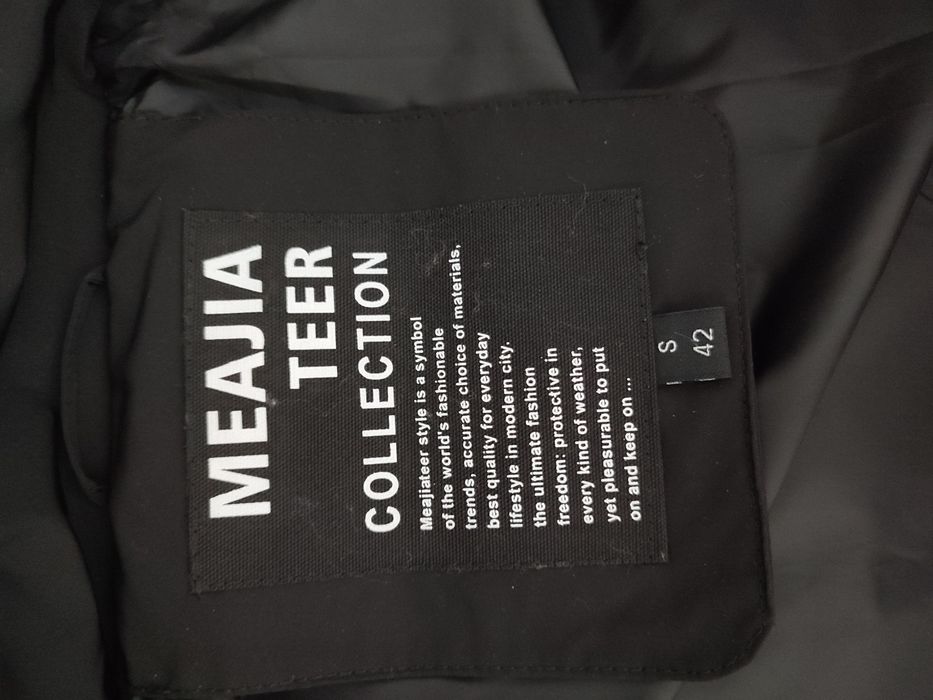 MEAJIA
TEER
COLLECTION
Meajiateer style is a symbol
of the world's fashionable
trends, accurate choice of materials,
best quality for everyday
lifestyle in modern city.
the ultimate fashion
freedom: protective in
every kind of weather,
yet pleasurable to put
on and keep on ...
S
42